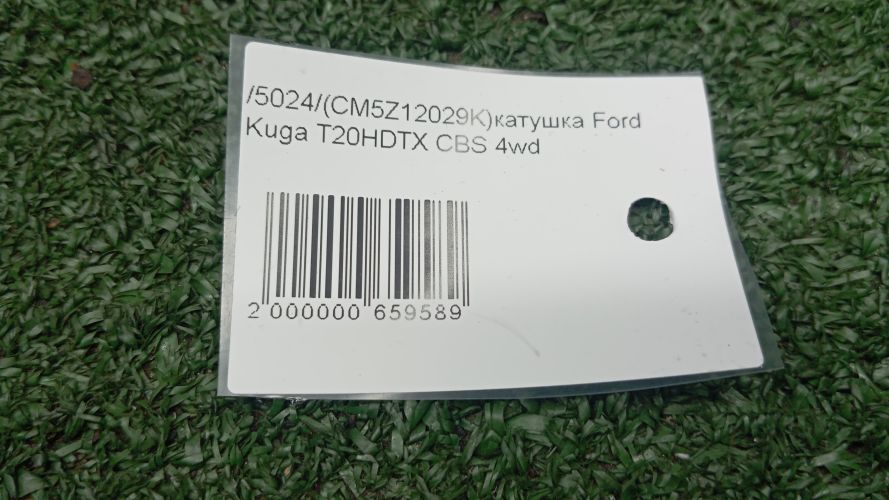 /5024/(CM5Z12029K)катушка Ford
Kuga T20HDTX CBS 4wd
2 000000 659589